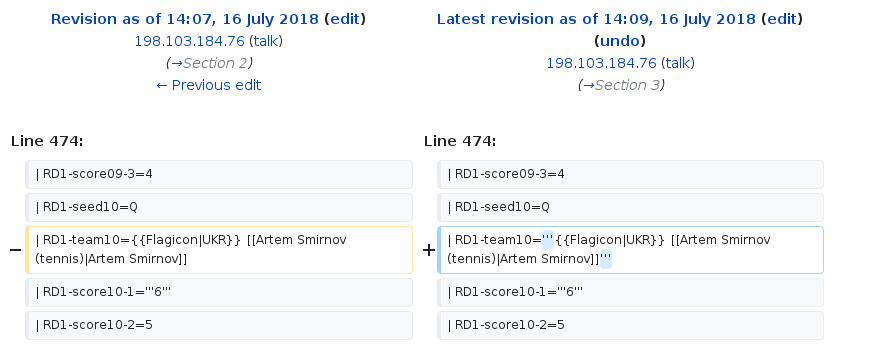 Revision as of 14:07, 16 July 2018 (edit)
198.103.184.76 (talk)
(→Section 2)
← Previous edit
Latest revision as of 14:09, 16 July 2018 (edit)
(undo)
198.103.184.76 (talk)
(→Section 3)
Line 474:
Line 474:
| RD1-score09-3=4
| RD1-score09-3=4
| RD1-seed10=Q
| RD1-seed10=Q
− | RD1-team10={{Flagicon|UKR}} [[Artem Smirnov
(tennis)|Artem Smirnov]]
+ | RD1-team10='''{{Flagicon|UKR}} [[Artem Smirnov
(tennis)|Artem Smirnov]]'''
| RD1-score10-1='''6'''
| RD1-score10-1='''6'''
| RD1-score10-2=5
| RD1-score10-2=5